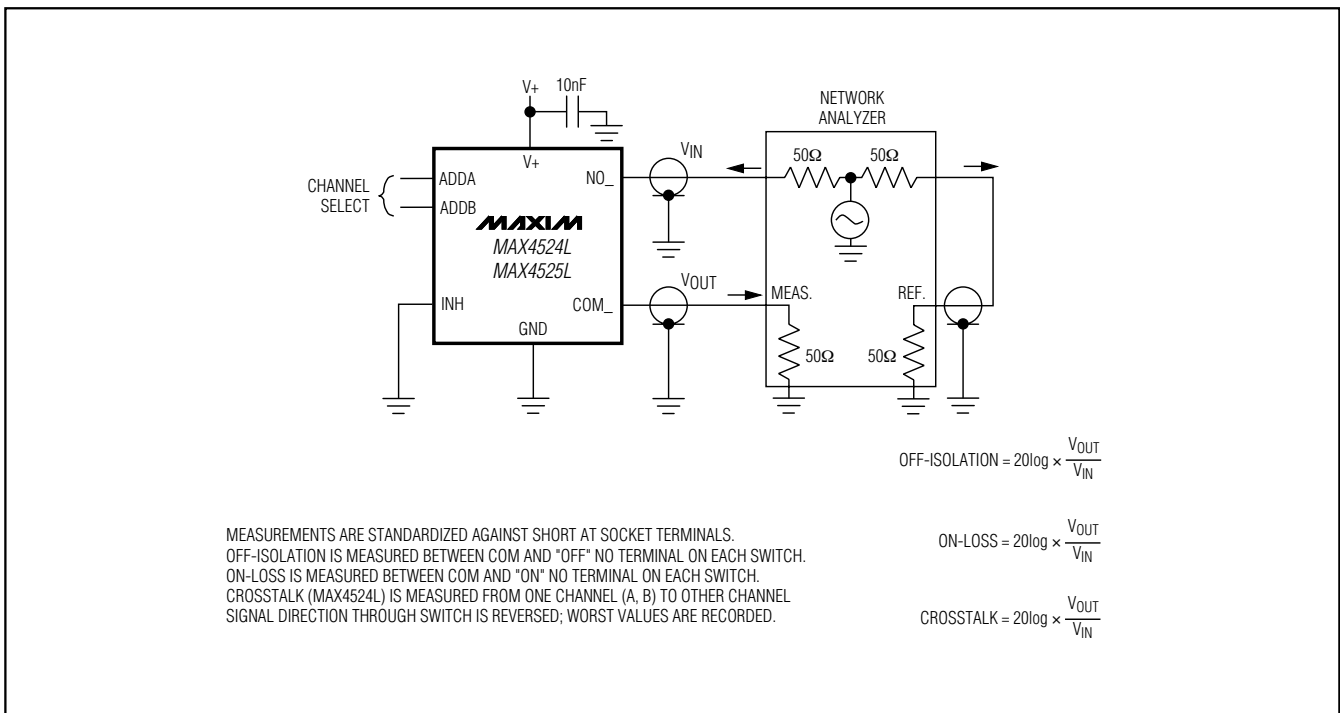 V+ 10nF
NETWORK
ANALYZER
V+
ADDA
NO_
VIN
50Ω 50Ω
CHANNEL
SELECT
ADDB
MAXIM
MAX4524L
MAX4525L
INH
COM_
VOUT
MEAS.
REF.
GND
50Ω 50Ω
OFF-ISOLATION = 20log × VOUT
VIN
MEASUREMENTS ARE STANDARDIZED AGAINST SHORT AT SOCKET TERMINALS.
OFF-ISOLATION IS MEASURED BETWEEN COM AND "OFF" NO TERMINAL ON EACH SWITCH.
ON-LOSS IS MEASURED BETWEEN COM AND "ON" NO TERMINAL ON EACH SWITCH.
CROSSTALK (MAX4524L) IS MEASURED FROM ONE CHANNEL (A, B) TO OTHER CHANNEL
SIGNAL DIRECTION THROUGH SWITCH IS REVERSED; WORST VALUES ARE RECORDED.
ON-LOSS = 20log × VOUT
VIN
CROSSTALK = 20log × VOUT
VIN